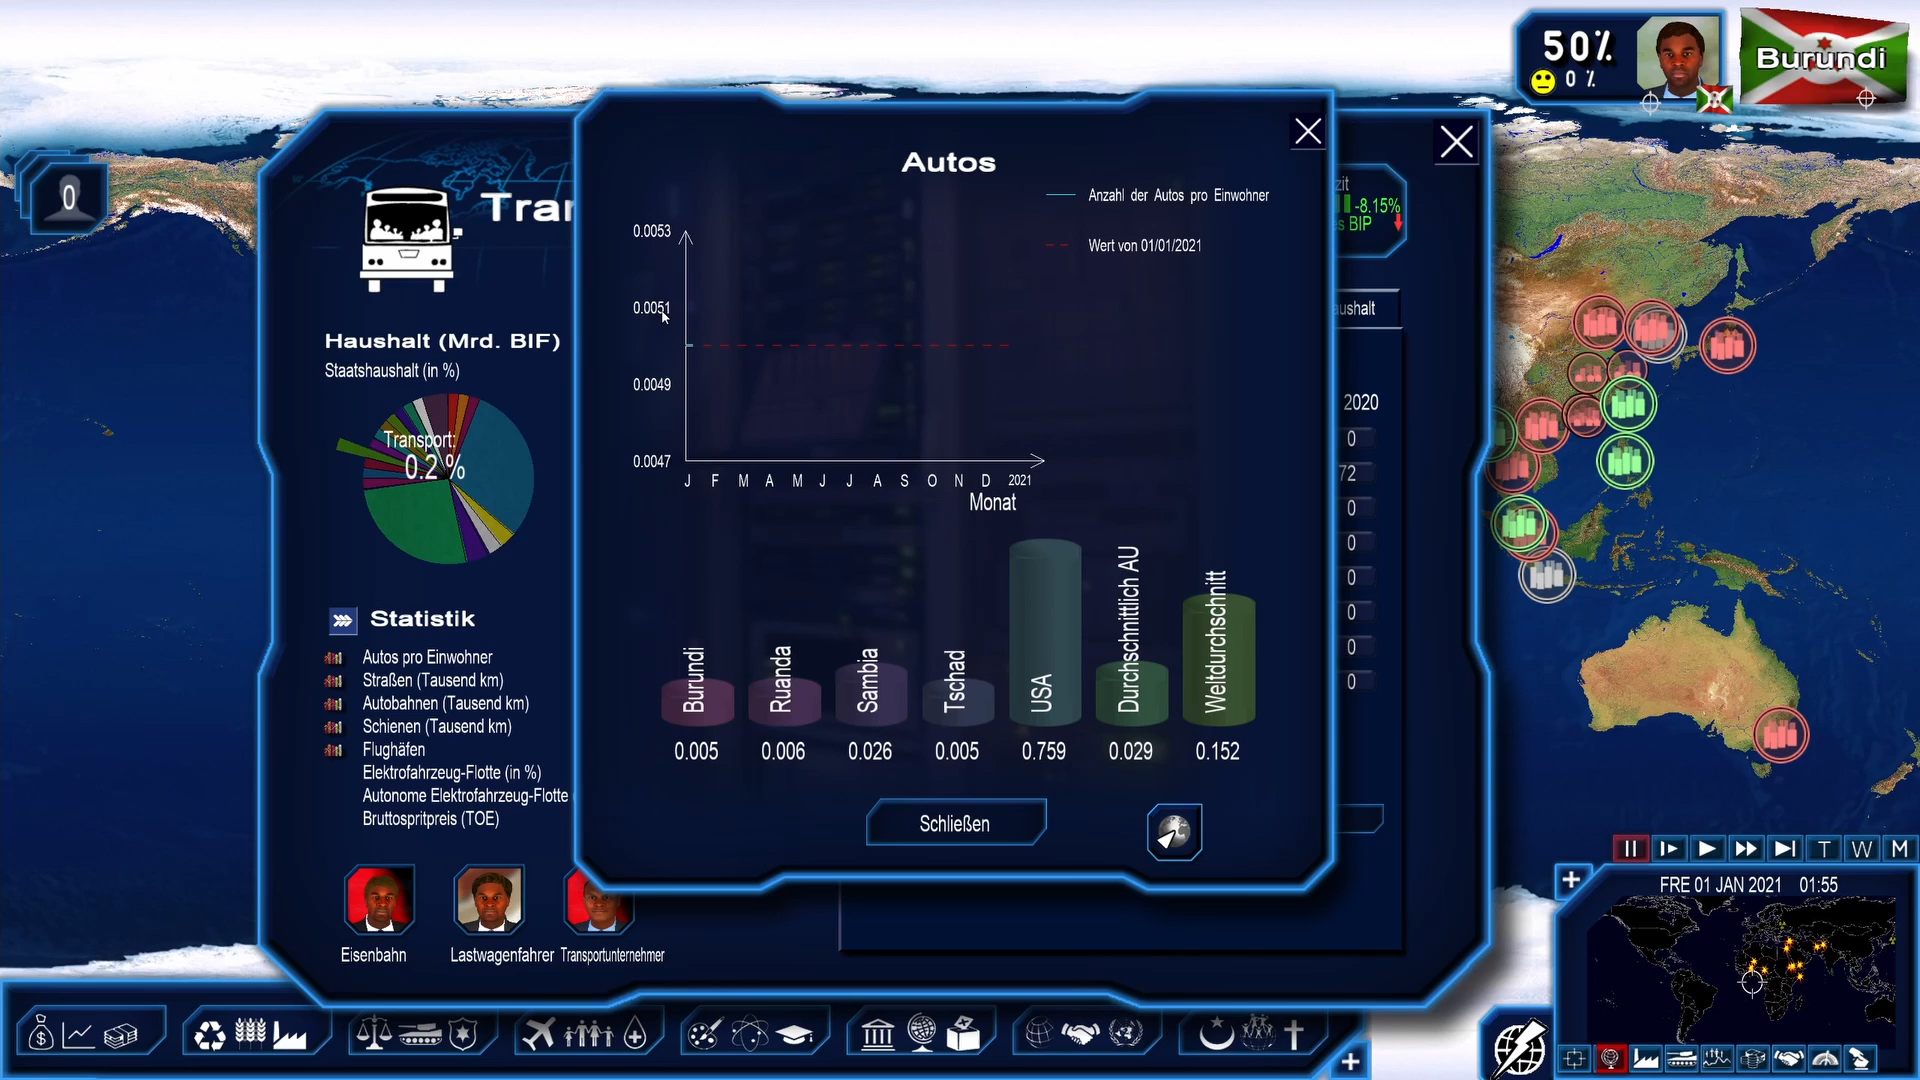 50%
0 %
Burundi
0
Autos
Tran
Anzahl der Autos pro Einwohner
Wert von 01/01/2021
zit
-8.15%
s BIP
0.0053
0.0051
0.0049
0.0047
J F M A M J J A S O N D 2021
Monat
Haushalt (Mrd. BIF)
Staatshaushalt (in %)
Transport:
0.2 %
aushalt
2020
0
72
0
0
0
0
0
0
Burundi
Ruanda
Sambia
Tschad
USA
Durchschnittlich AU
Weltdurchschnitt
0.005 0.006 0.026 0.005 0.759 0.029 0.152
Schließen
Statistik
Autos pro Einwohner
Straßen (Tausend km)
Autobahnen (Tausend km)
Schienen (Tausend km)
Flughäfen
Elektrofahrzeug-Flotte (in %)
Autonome Elektrofahrzeug-Flotte
Bruttospritpreis (TOE)
Eisenbahn Lastwagenfahrer Transportunternehmer
T W M
FRE 01 JAN 2021 01:55